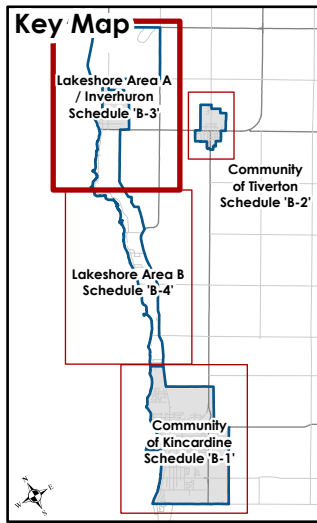 Key Map
Lakeshore Area A
/ Inverhuron
Schedule 'B-3'
Community
of Tiverton
Schedule 'B-2'
Lakeshore Area B
Schedule 'B-4'
Community
of Kincardine
Schedule 'B-1'
N
E
W
S